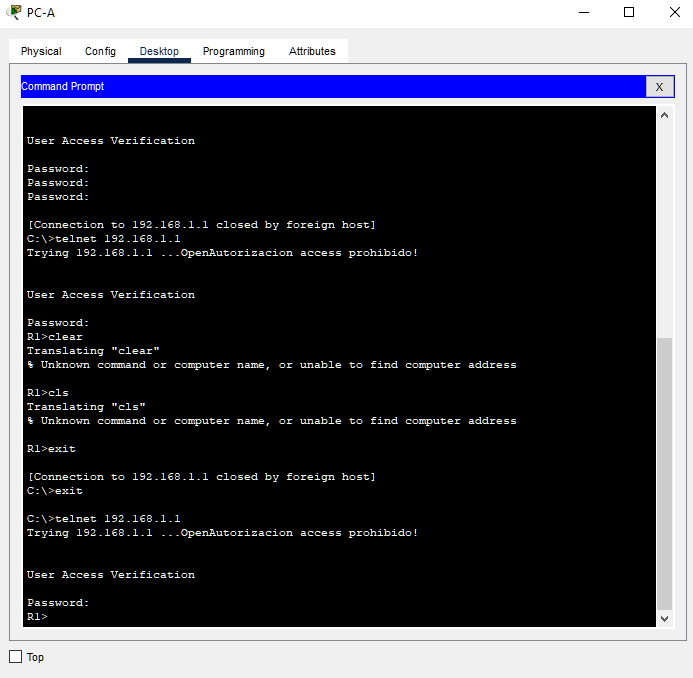 PC-A
Physical Config Desktop Programming Attributes
Command Prompt X
User Access Verification
Password:
Password:
Password:
[Connection to 192.168.1.1 closed by foreign host]
C:\>telnet 192.168.1.1
Trying 192.168.1.1 ...OpenAutorizacion access prohibido!
User Access Verification
Password:
R1>clear
Translating "clear"
% Unknown command or computer name, or unable to find computer address
R1>cls
Translating "cls"
% Unknown command or computer name, or unable to find computer address
R1>exit
[Connection to 192.168.1.1 closed by foreign host]
C:\>exit
C:\>telnet 192.168.1.1
Trying 192.168.1.1 ...OpenAutorizacion access prohibido!
User Access Verification
Password:
R1>
Top